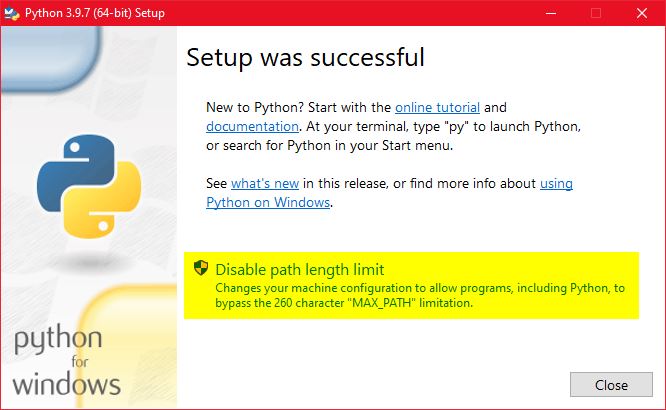 Python 3.9.7 (64-bit) Setup
Setup was successful
New to Python? Start with the online tutorial and
documentation. At your terminal, type "py" to launch Python,
or search for Python in your Start menu.
See what's new in this release, or find more info about using
Python on Windows.
Disable path length limit
Changes your machine configuration to allow programs, including Python, to
bypass the 260 character "MAX_PATH" limitation.
python
for
windows
Close